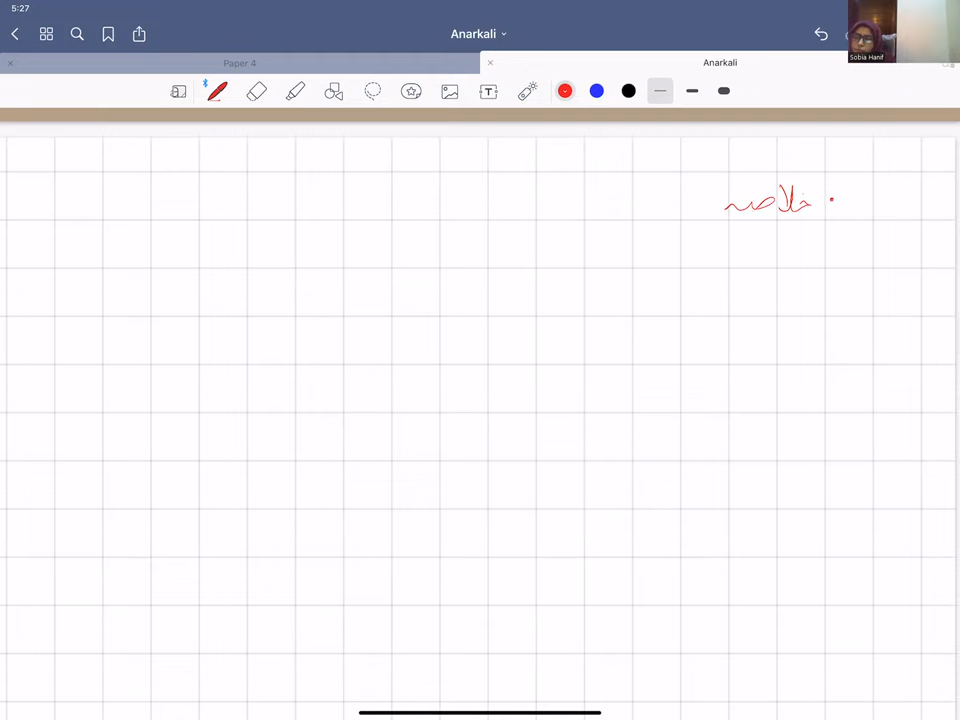 5:27
Anarkali
Sobia Hanif
Paper 4
Anarkali
T
خلاصہ